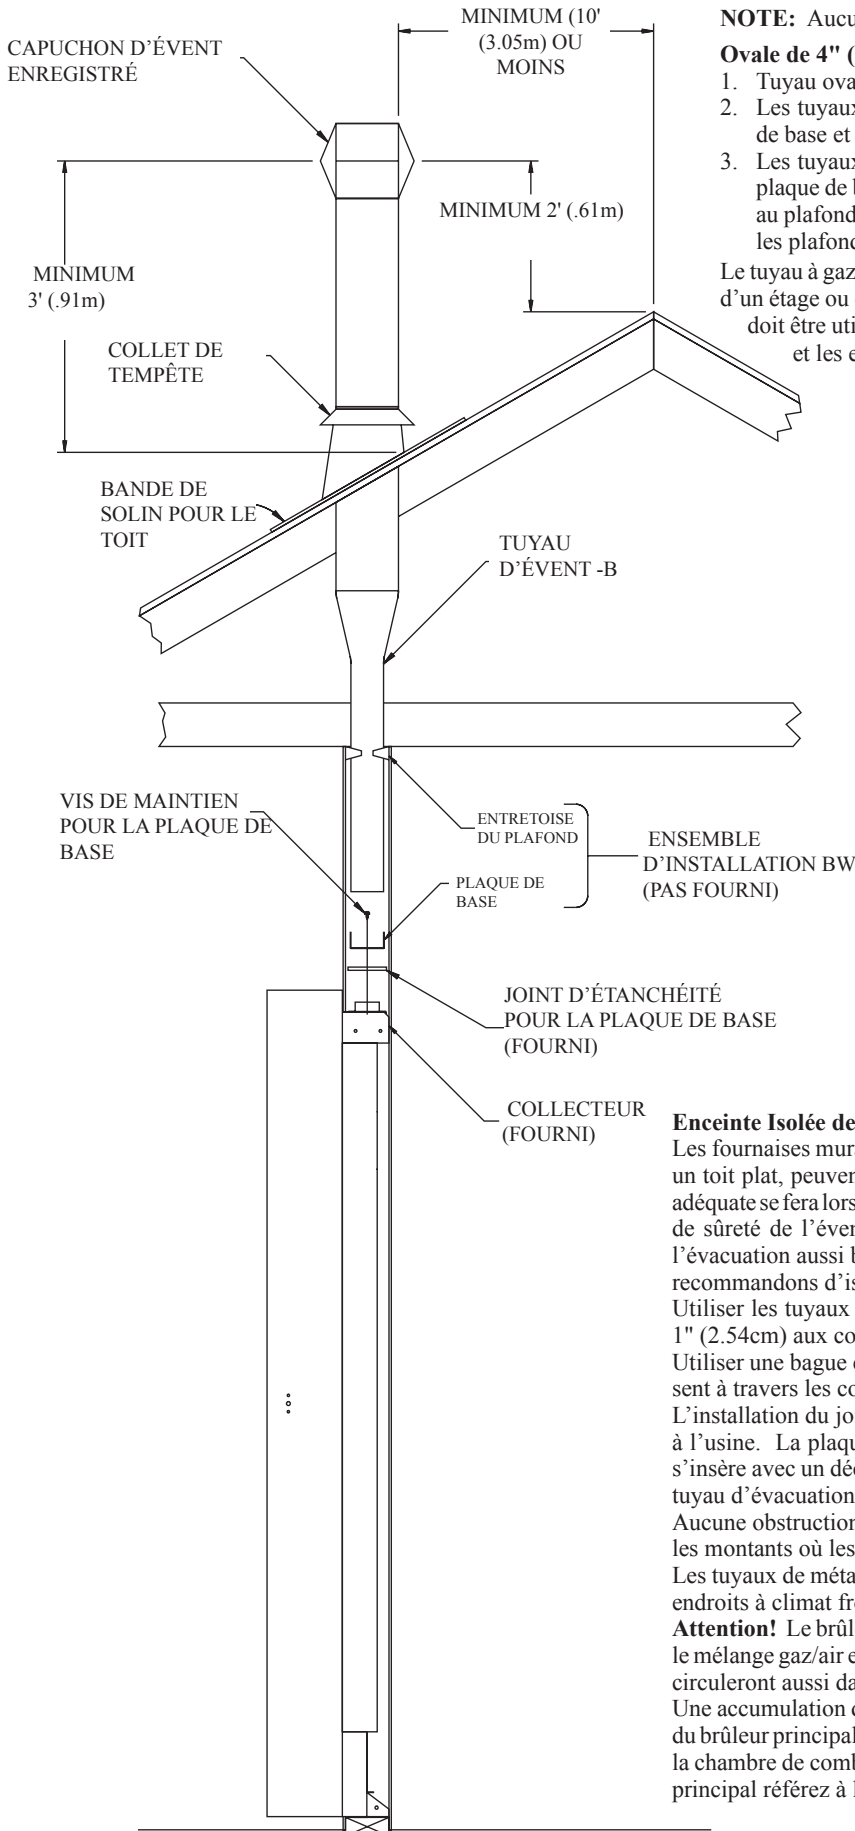 MINIMUM (10'
(3.05m) OU
MOINS
CAPUCHON D'ÉVENT
ENREGISTRÉ
MINIMUM 2' (.61m)
MINIMUM
3' (.91m)
COLLET DE
TEMPÊTE
BANDE DE
SOLIN POUR LE
TOIT
TUYAU
D'ÉVENT -B
VIS DE MAINTIEN
POUR LA PLAQUE DE
BASE
ENTRETOISE
DU PLAFOND
PLAQUE DE
BASE
ENSEMBLE
D'INSTALLATION BW
(PAS FOURNI)
JOINT D'ÉTANCHÉITÉ
POUR LA PLAQUE DE BASE
(FOURNI)
COLLECTEUR
(FOURNI)
NOTE: Aucu
Ovale de 4" (
1. Tuyau ova
2. Les tuyaux
de base et
3. Les tuyaux
plaque de b
au plafond
les plafond
Le tuyau à gaz
d'un étage ou
doit être uti
et les e
Enceinte Isolée de
Les fournaises mura
un toit plat, peuven
adéquate se fera lors
de sûreté de l'éven
l'évacuation aussi b
recommandons d'is
Utiliser les tuyaux
1" (2.54cm) aux co
Utiliser une bague d
sent à travers les co
L'installation du jo
à l'usine. La plaqu
s'insère avec un déc
tuyau d'évacuation
Aucune obstruction
les montants où les
Les tuyaux de méta
endroits à climat fro
Attention! Le brûl
le mélange gaz/air e
circuleront aussi da
Une accumulation d
du brûleur principal
la chambre de comb
principal référez à l